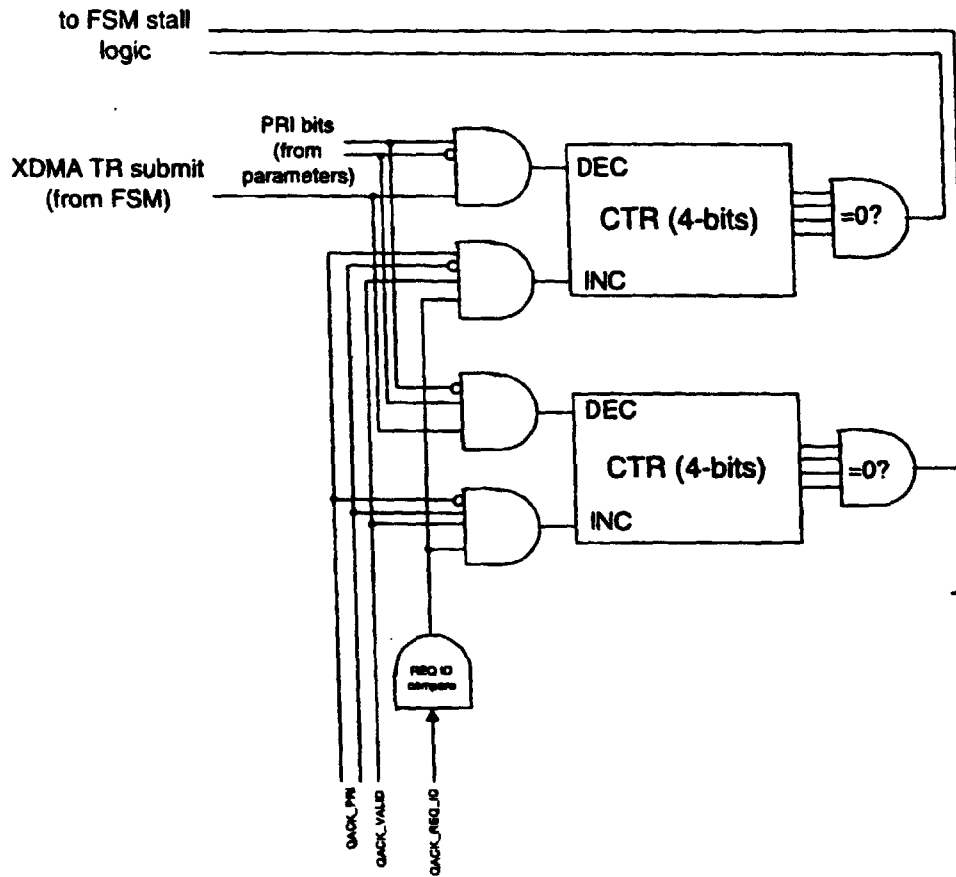 to FSM stall
logic
PRI bits
(from
parameters)
XDMA TR submit
(from FSM)
DEC
CTR (4-bits)
INC
=0?
DEC
CTR (4-bits)
INC
=0?
REQ ID
compare
QACK_PRI
QACK_VALID
QACK_REQ_ID